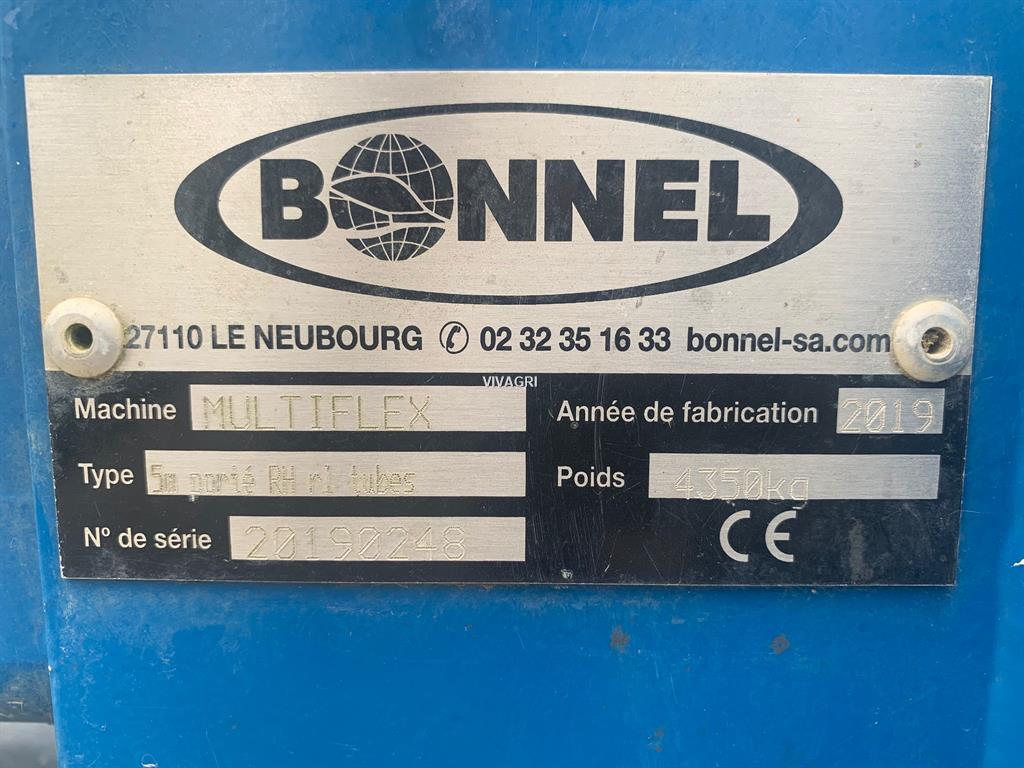 BONNEL
27110 LE NEUBOURG ✆ 02 32 35 16 33 bonnel-sa.com
VIVAGRI
Machine MULTIFLEX Année de fabrication 2019
Type 5m porté RH rl tubes Poids 4350kg
N° de série 20190248 CE